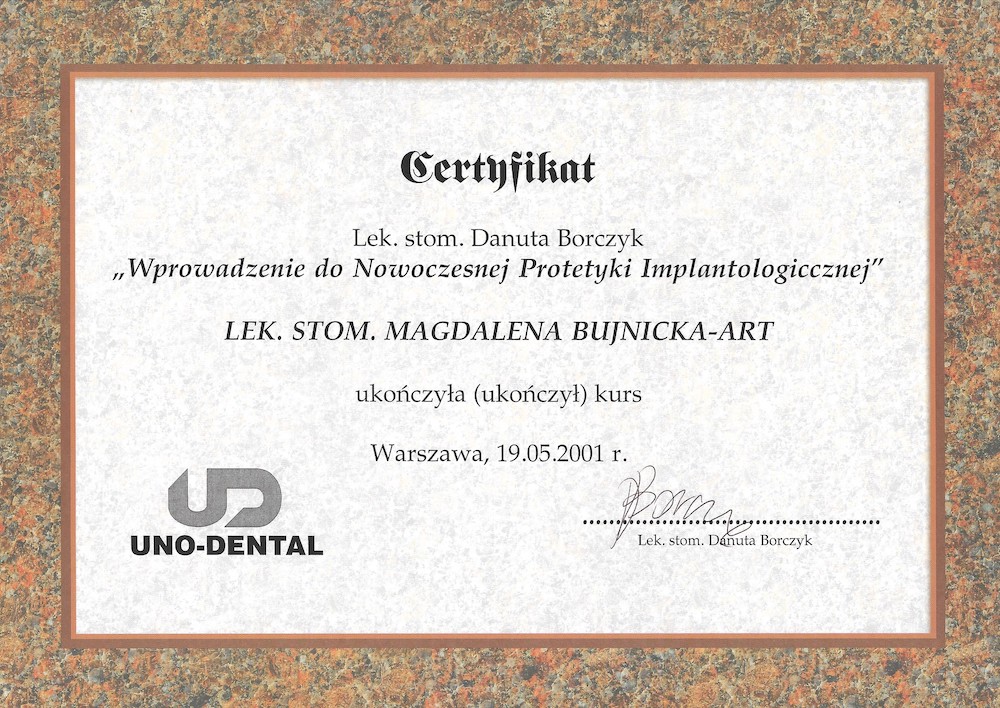 Certyfikat
Lek. stom. Danuta Borczyk
„Wprowadzenie do Nowoczesnej Protetyki Implantologiccznej”
LEK. STOM. MAGDALENA BUJNICKA-ART
ukończyła (ukończył) kurs
Warszawa, 19.05.2001 r.
UD
UNO-DENTAL
Lek. stom. Danuta Borczyk